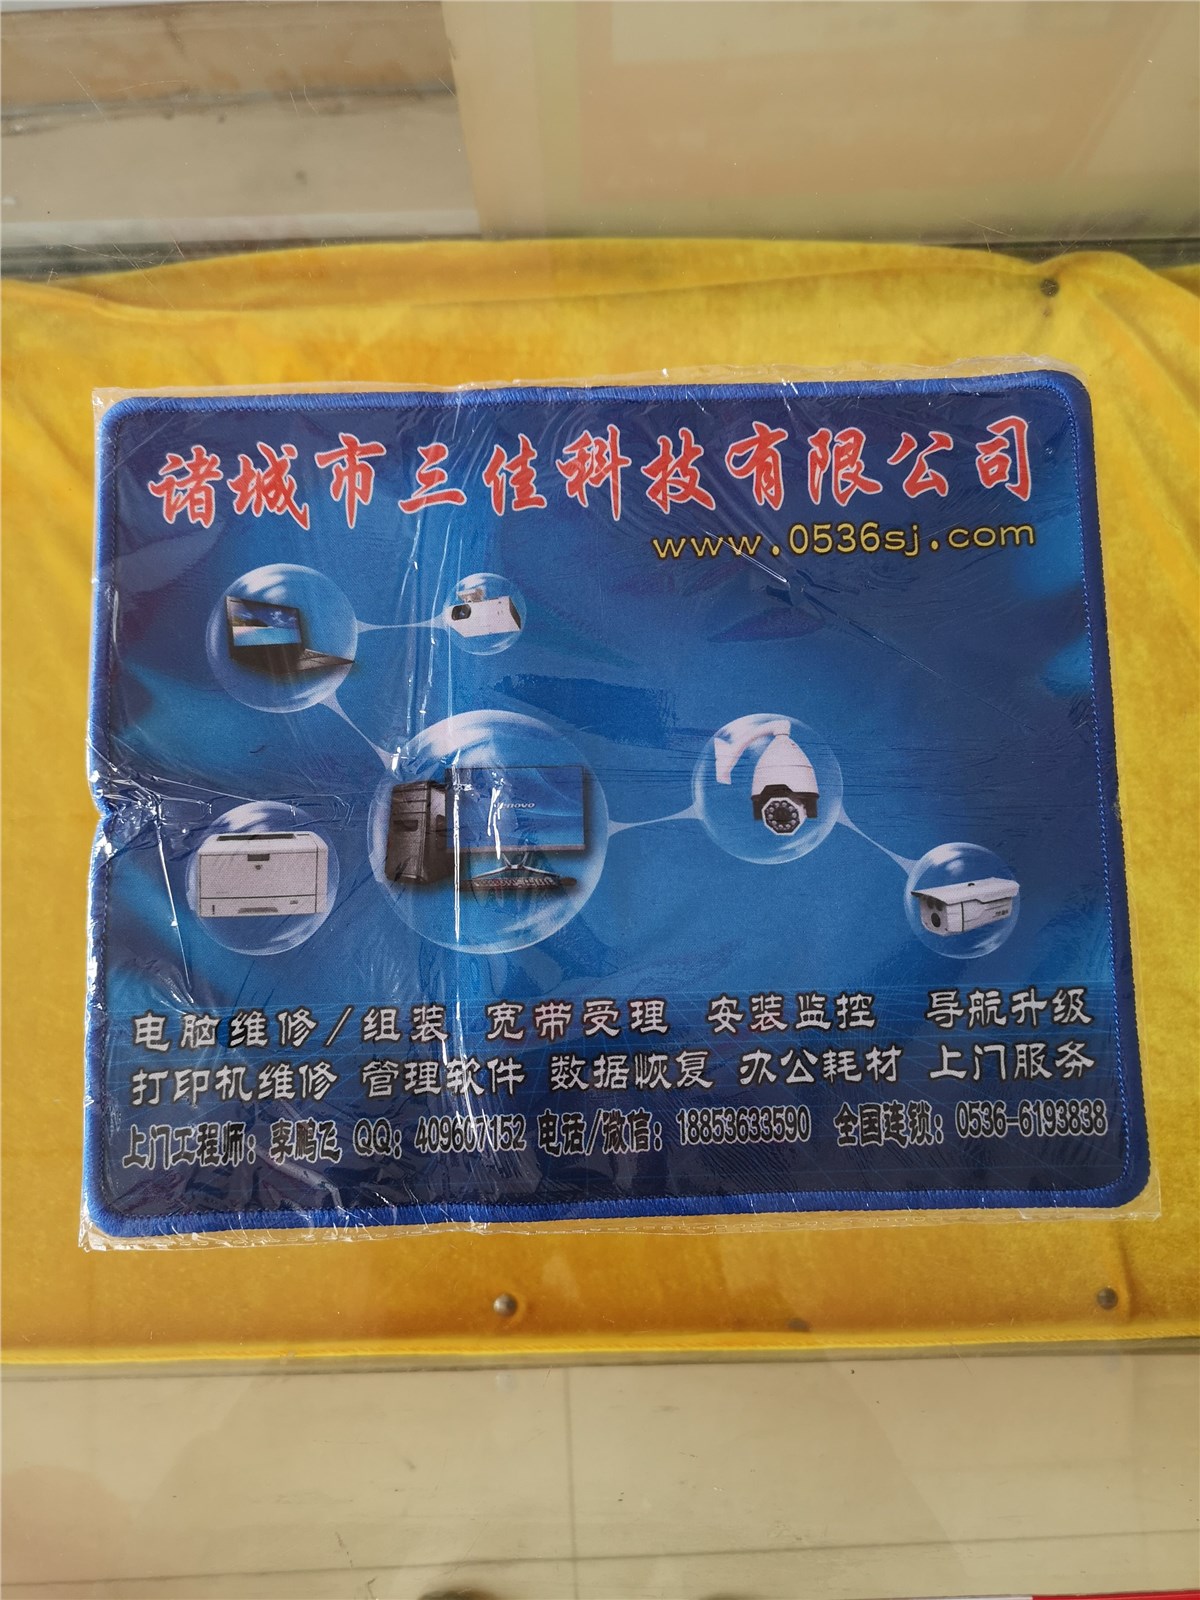 诸城市三佳科技有限公司
www.0536sj.com
lenovo
电脑维修/组装 宽带受理 安装监控 导航升级
打印机维修 管理软件 数据恢复 办公耗材 上门服务
上门工程师：李鹏飞 QQ：409607152 电话/微信：18853633590 全国连锁：0536-6193838